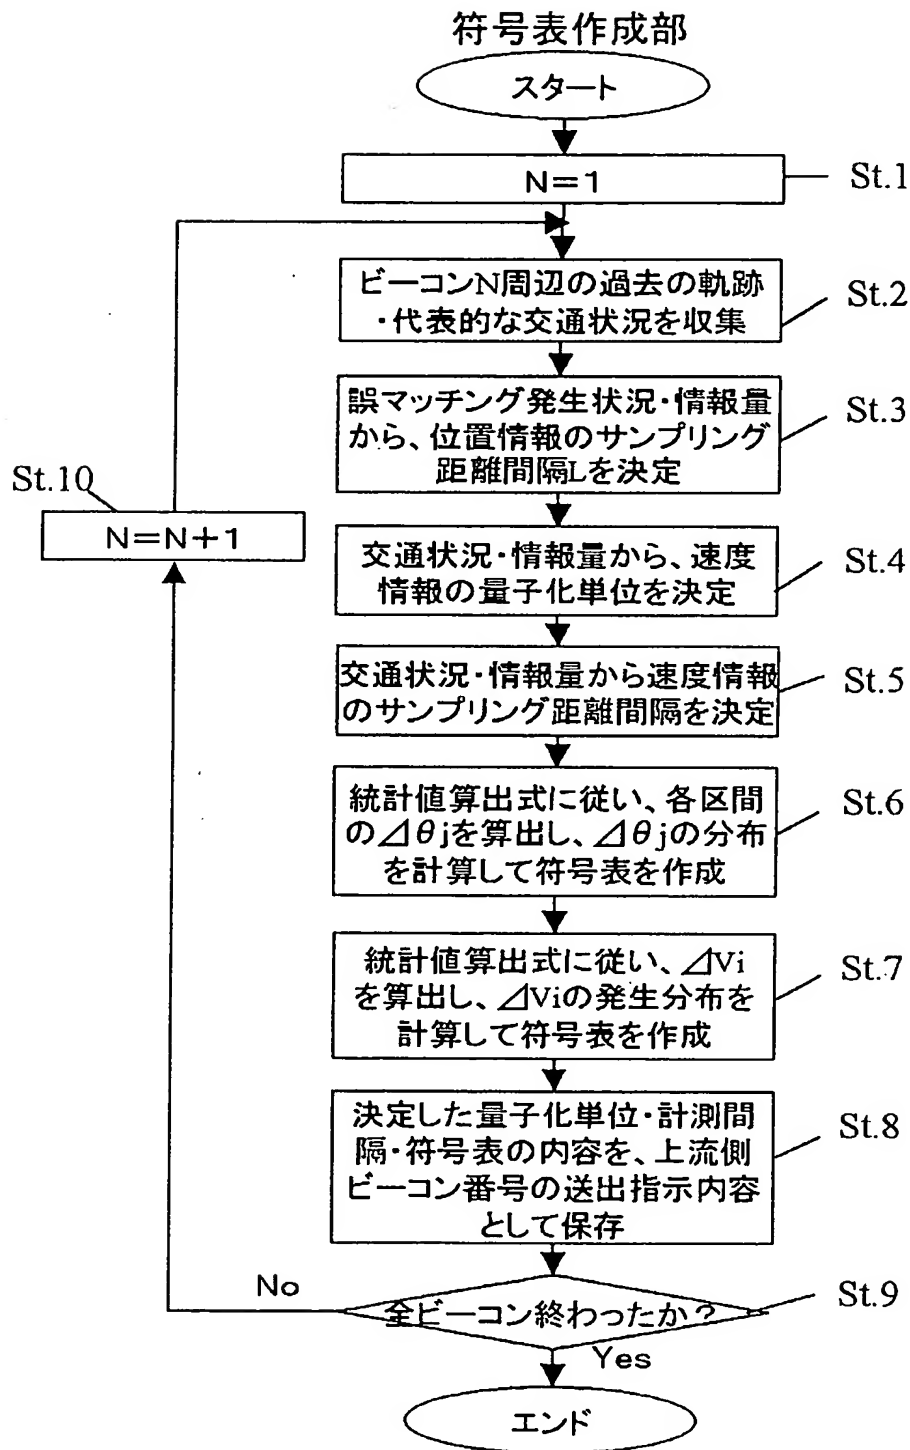 符号表作成部
スタート
N=1
St.1
ビーコンN周辺の過去の軌跡
・代表的な交通状況を収集
St.2
誤マッチング発生状況・情報量
から、位置情報のサンプリング
距離間隔Lを決定
St.3
St.10
N=N+1
交通状況・情報量から、速度
情報の量子化単位を決定
St.4
交通状況・情報量から速度情報
のサンプリング距離間隔を決定
St.5
統計値算出式に従い、各区間
の⊿θjを算出し、⊿θjの分布
を計算して符号表を作成
St.6
統計値算出式に従い、⊿Vi
を算出し、⊿Viの発生分布を
計算して符号表を作成
St.7
決定した量子化単位・計測間
隔・符号表の内容を、上流側
ビーコン番号の送出指示内容
として保存
St.8
No
全ビーコン終わったか？
St.9
Yes
エンド